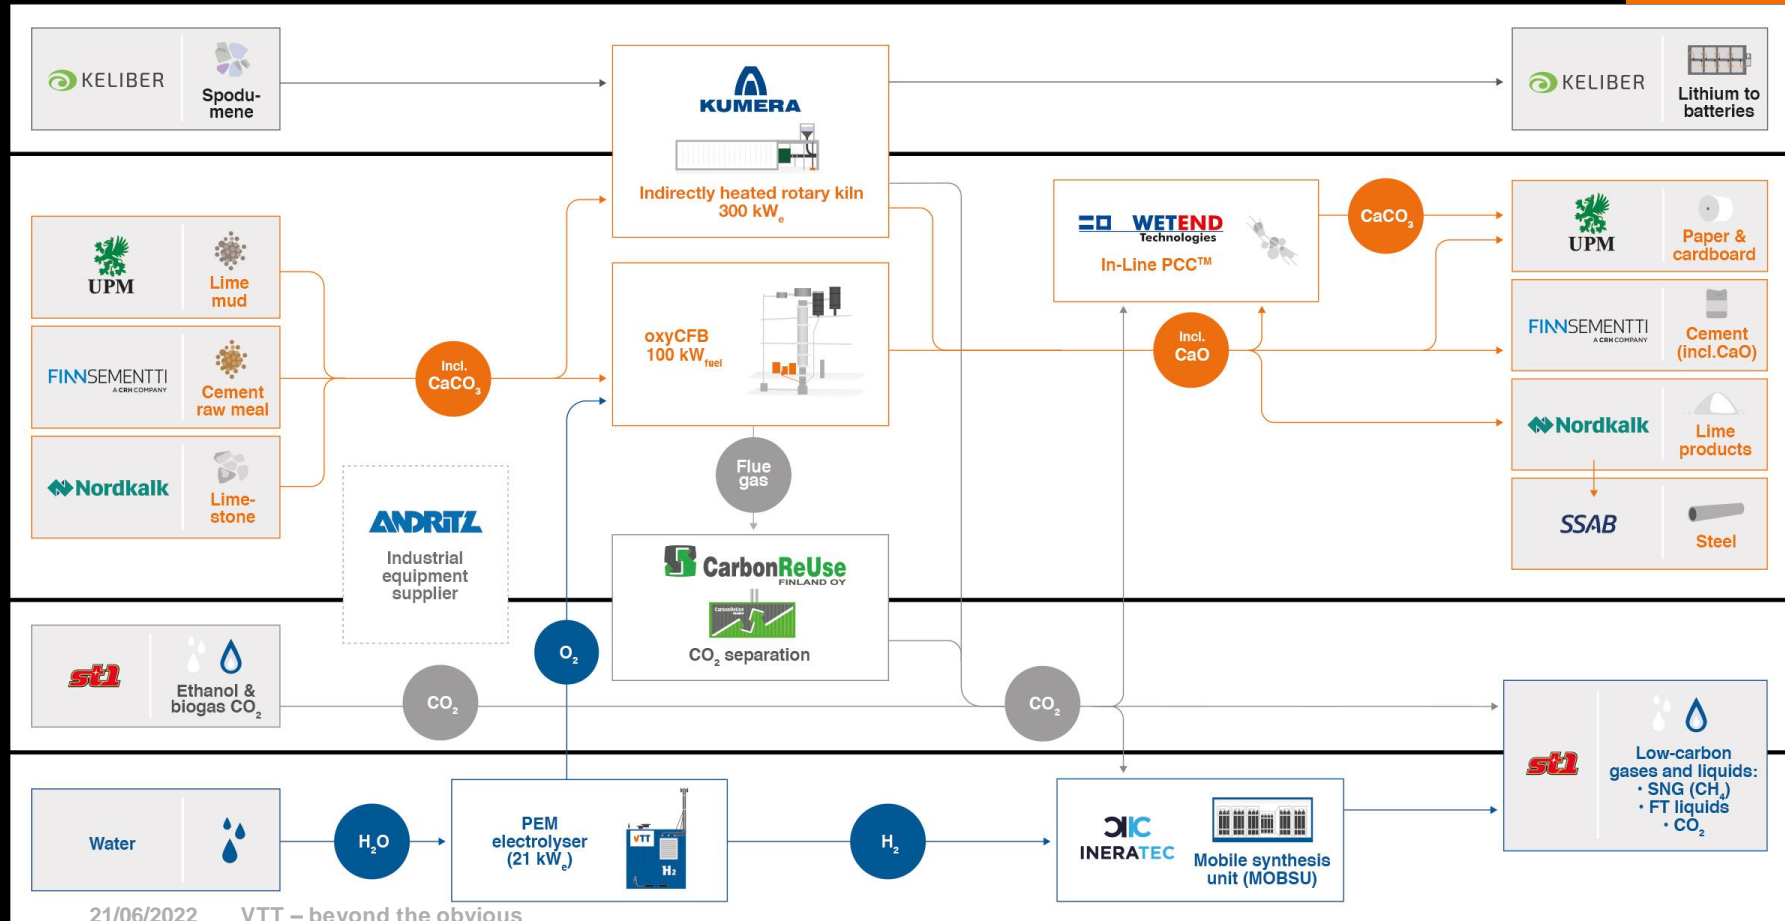 KELIBER
Spodu-
mene
KUMERA
Indirectly heated rotary kiln
300 kWe
KELIBER
Lithium to
batteries
UPM
Lime
mud
FINNSEMENTTI
A CRH COMPANY
Cement
raw meal
Nordkalk
Lime-
stone
Incl.
CaCO3
oxyCFB
100 kWfuel
WETEND
Technologies
In-Line PCC™
CaCO3
Incl.
CaO
UPM
Paper &
cardboard
FINNSEMENTTI
A CRH COMPANY
Cement
(incl.CaO)
Nordkalk
Lime
products
SSAB
Steel
ANDRITZ
Industrial
equipment
supplier
Flue
gas
CarbonReUse
FINLAND OY
CarbonReUse
CO2 separation
st1
Ethanol &
biogas CO2
CO2
O2
CO2
st1
Low-carbon
gases and liquids:
• SNG (CH4)
• FT liquids
• CO2
Water
H2O
PEM
electrolyser
(21 kWe)
VTT
H2
H2
INERATEC
Mobile synthesis
unit (MOBSU)
21/06/2022 VTT – beyond the obvious